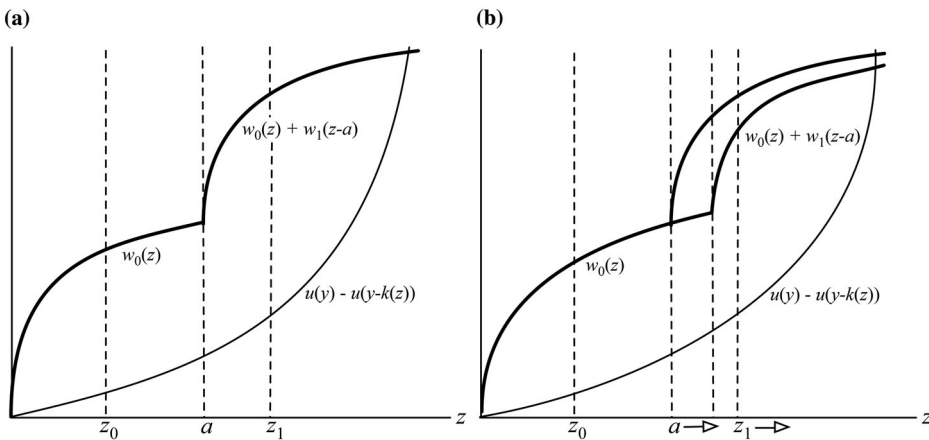 (a)
w₀(z) + w₁(z-a)
w₀(z)
u(y) - u(y-k(z))
z₀
a
z₁
z
(b)
w₀(z) + w₁(z-a)
w₀(z)
u(y) - u(y-k(z))
z₀
a
z₁
z